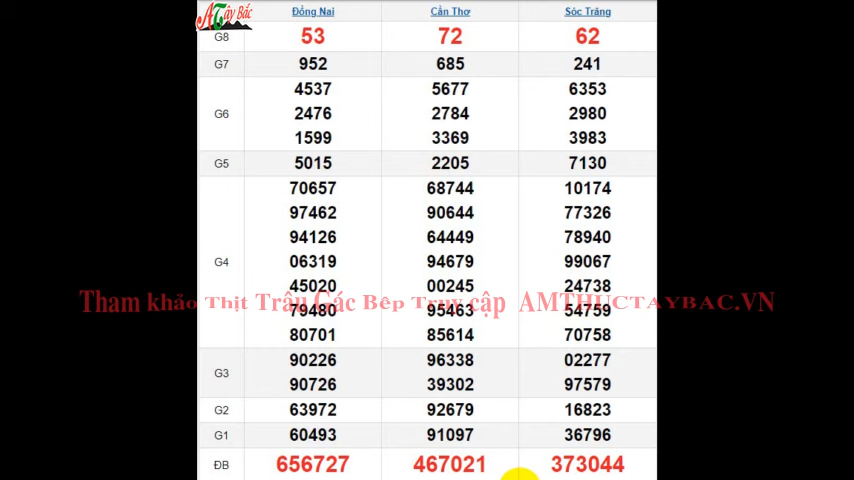 ATây Bắc
Đồng Nai Cần Thơ Sóc Trăng
G8 53 72 62
G7 952 685 241
4537 5677 6353
G6 2476 2784 2980
1599 3369 3983
G5 5015 2205 7130
70657 68744 10174
97462 90644 77326
94126 64449 78940
G4 06319 94679 99067
45020 00245 24738
Tham khảo Thịt Trâu Gác Bếp Truy cập AMTHUCTAYBAC.VN
79480 95463 54759
80701 85614 70758
90226 96338 02277
G3
90726 39302 97579
G2 63972 92679 16823
G1 60493 91097 36796
ĐB 656727 467021 373044